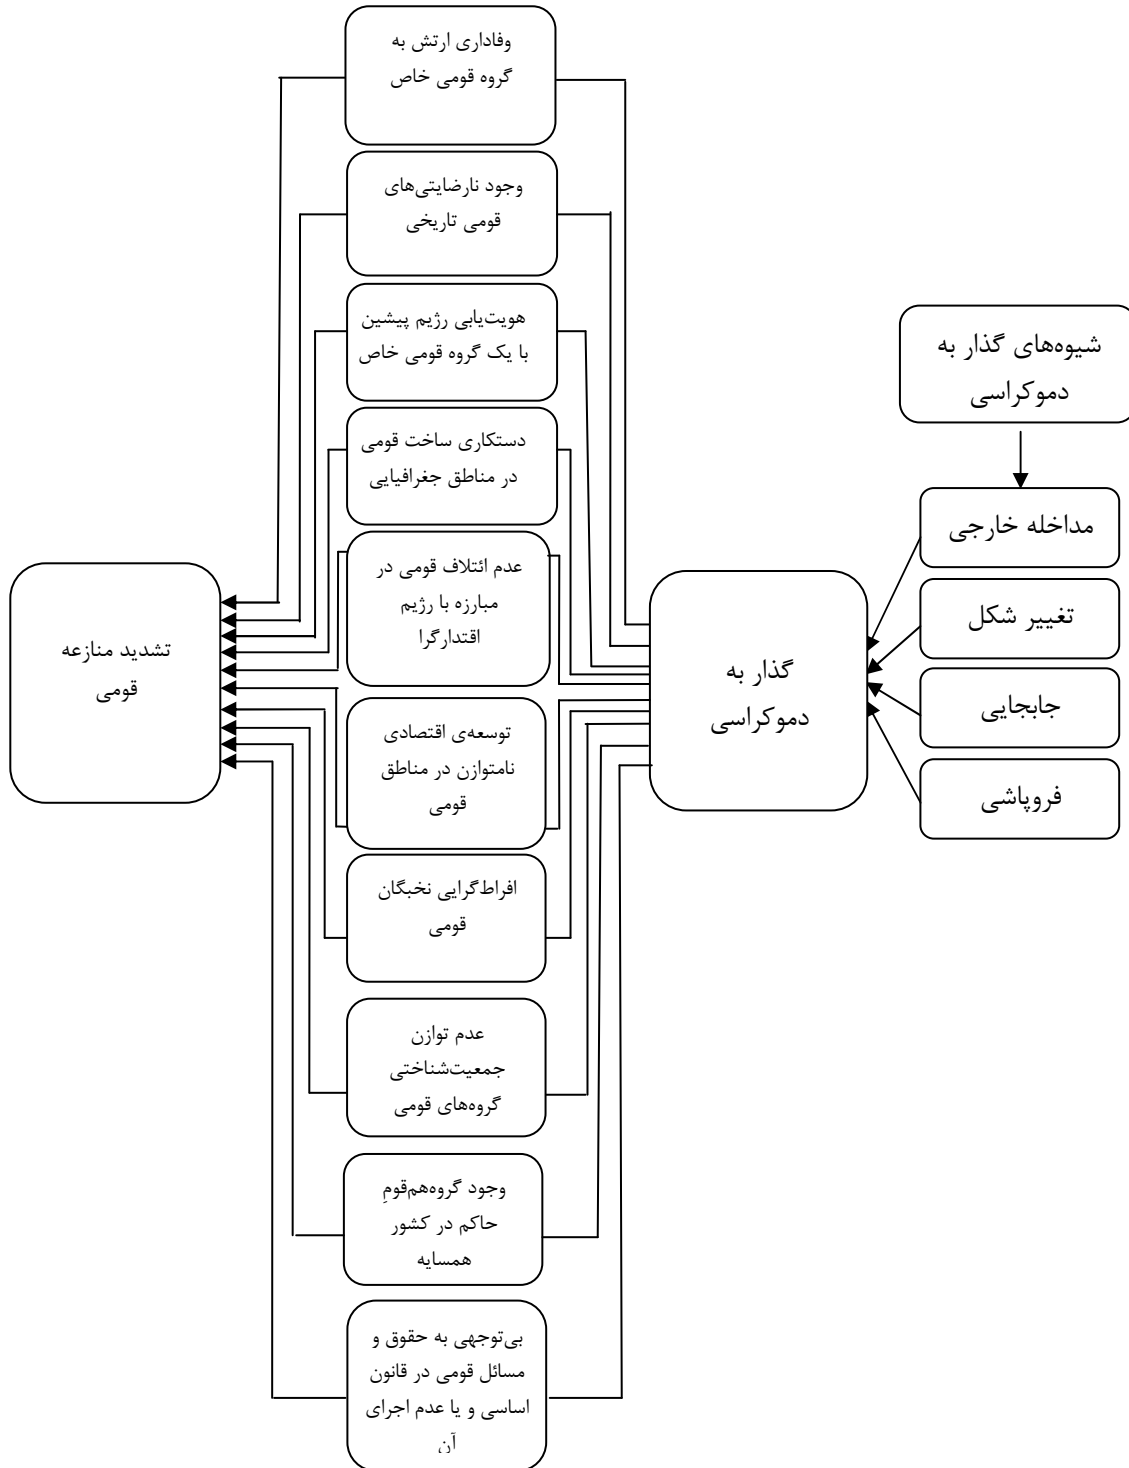 شیوه‌های گذار به
دموکراسی
مداخله خارجی
تغییر شکل
جابجایی
فروپاشی
گذار به
دموکراسی
وفاداری ارتش به
گروه قومی خاص
وجود نارضایتی‌های
قومی تاریخی
هویت‌یابی رژیم پیشین
با یک گروه قومی خاص
دستکاری ساخت قومی
در مناطق جغرافیایی
عدم ائتلاف قومی در
مبارزه با رژیم
اقتدارگرا
توسعه‌ی اقتصادی
نامتوازن در مناطق
قومی
افراط‌گرایی نخبگان
قومی
عدم توازن
جمعیت‌شناختی
گروه‌های قومی
وجود گروه‌هم‌قومِ
حاکم در کشور
همسایه
بی‌توجهی به حقوق و
مسائل قومی در قانون
اساسی و یا عدم اجرای
آن
تشدید منازعه
قومی